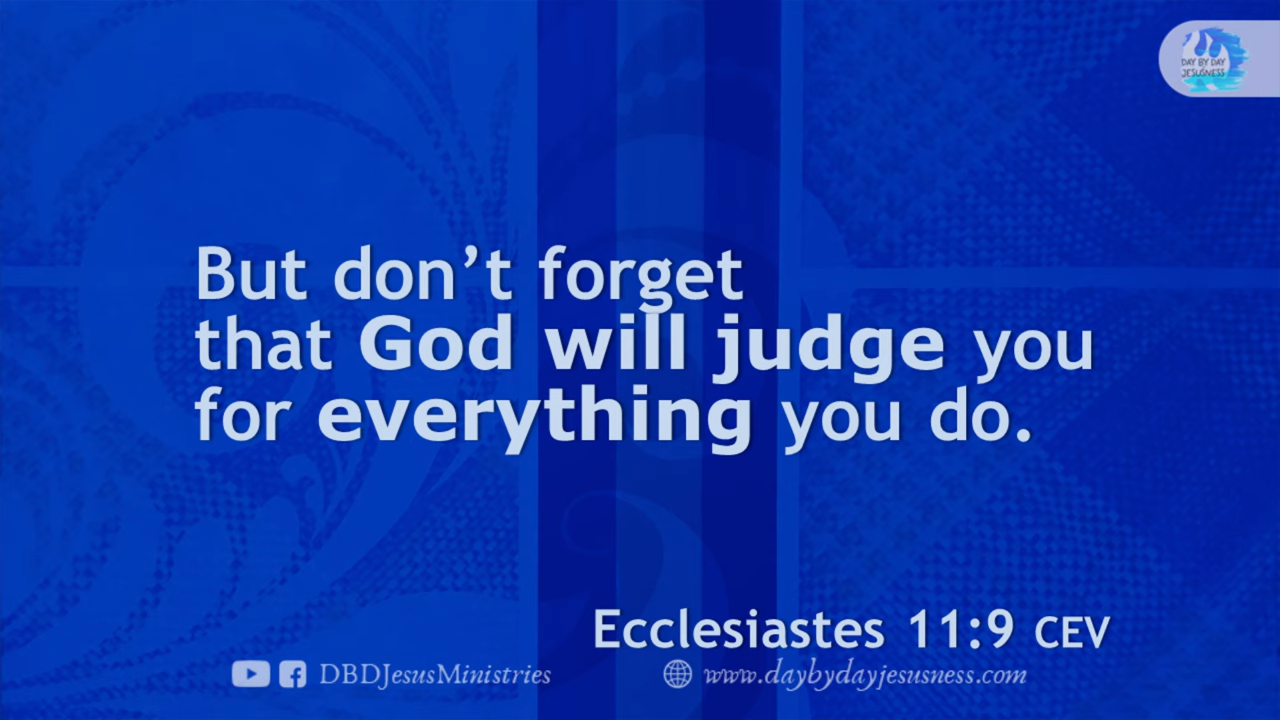 DAY BY DAY
JESUSNESS
But don’t forget
that God will judge you
for everything you do.
Ecclesiastes 11:9 CEV
DBDJesusMinistries
www.daybydayjesusness.com